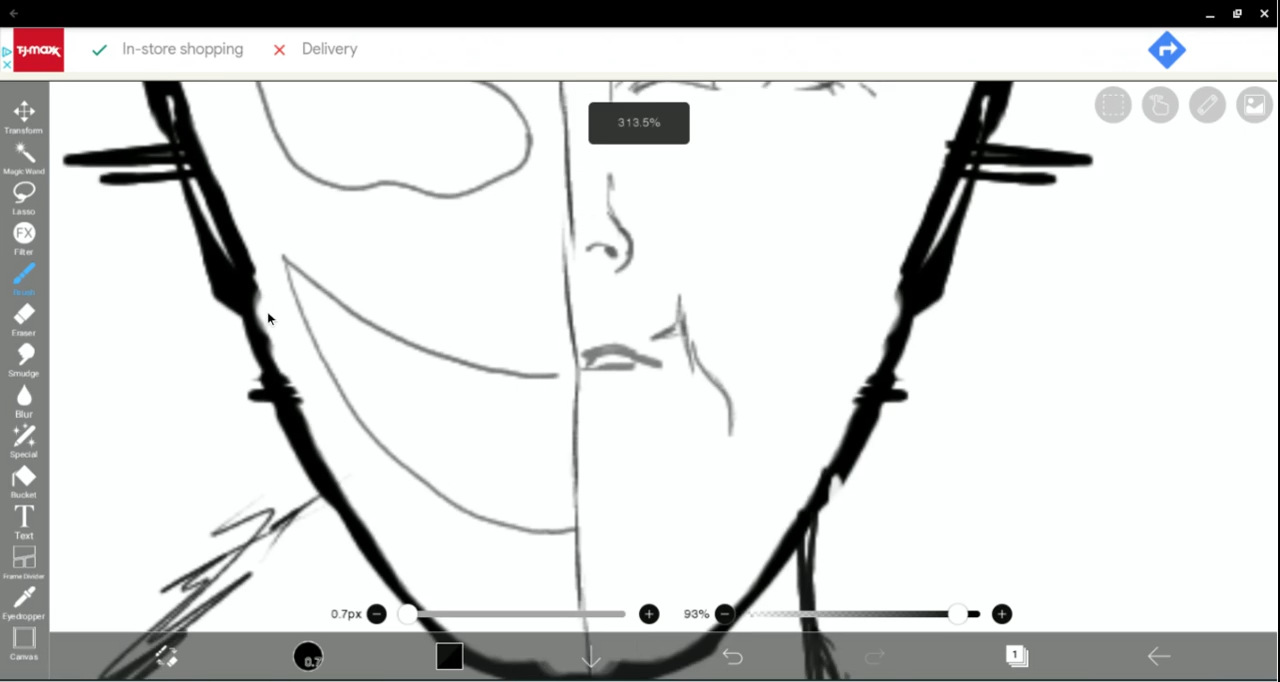 T.J.maxx
In-store shopping
Delivery
313.5%
Transform
Magic Wand
Lasso
FX
Filter
Brush
Eraser
Smudge
Blur
Special
Bucket
T
Text
Frame Divider
Eyedropper
Canvas
0.7px
93%
0.7
1